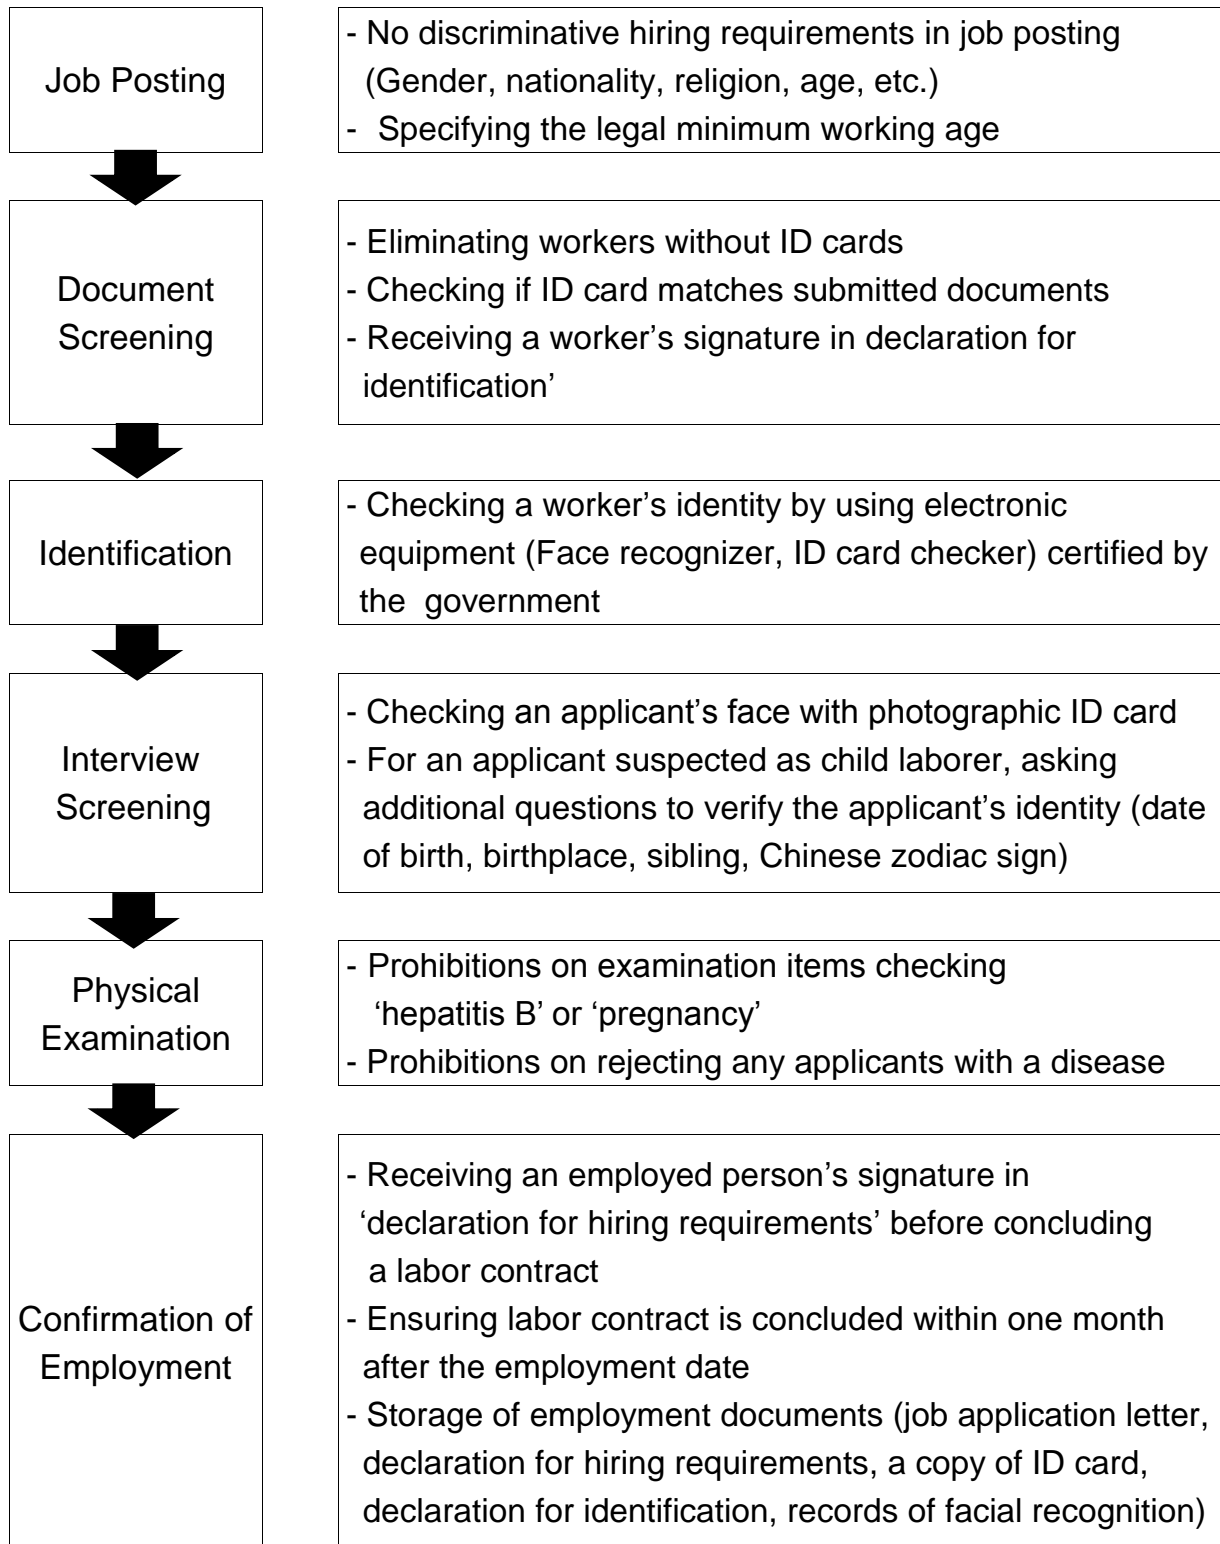 Job Posting
- No discriminative hiring requirements in job posting
(Gender, nationality, religion, age, etc.)
- Specifying the legal minimum working age
Document
Screening
- Eliminating workers without ID cards
- Checking if ID card matches submitted documents
- Receiving a worker’s signature in declaration for
identification’
Identification
- Checking a worker’s identity by using electronic
equipment (Face recognizer, ID card checker) certified by
the government
Interview
Screening
- Checking an applicant’s face with photographic ID card
- For an applicant suspected as child laborer, asking
additional questions to verify the applicant’s identity (date
of birth, birthplace, sibling, Chinese zodiac sign)
Physical
Examination
- Prohibitions on examination items checking
‘hepatitis B’ or ‘pregnancy’
- Prohibitions on rejecting any applicants with a disease
Confirmation of
Employment
- Receiving an employed person’s signature in
‘declaration for hiring requirements’ before concluding
a labor contract
- Ensuring labor contract is concluded within one month
after the employment date
- Storage of employment documents (job application letter,
declaration for hiring requirements, a copy of ID card,
declaration for identification, records of facial recognition)